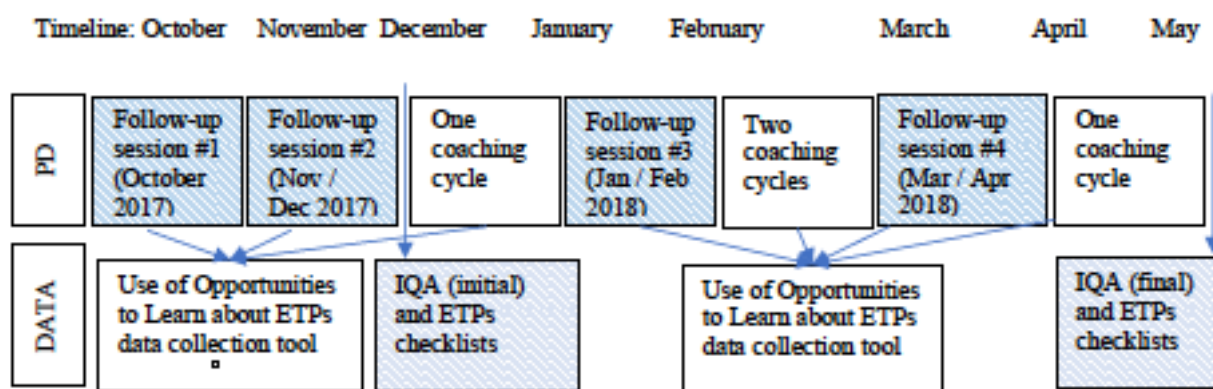 Timeline: October November December January February March April May
PD
Follow-up
session #1
(October
2017)
Follow-up
session #2
(Nov /
Dec 2017)
One
coaching
cycle
Follow-up
session #3
(Jan / Feb
2018)
Two
coaching
cycles
Follow-up
session #4
(Mar / Apr
2018)
One
coaching
cycle
DATA
Use of Opportunities
to Learn about ETPs
data collection tool
IQA (initial)
and ETPs
checklists
Use of Opportunities
to Learn about ETPs
data collection tool
IQA (final)
and ETPs
checklists